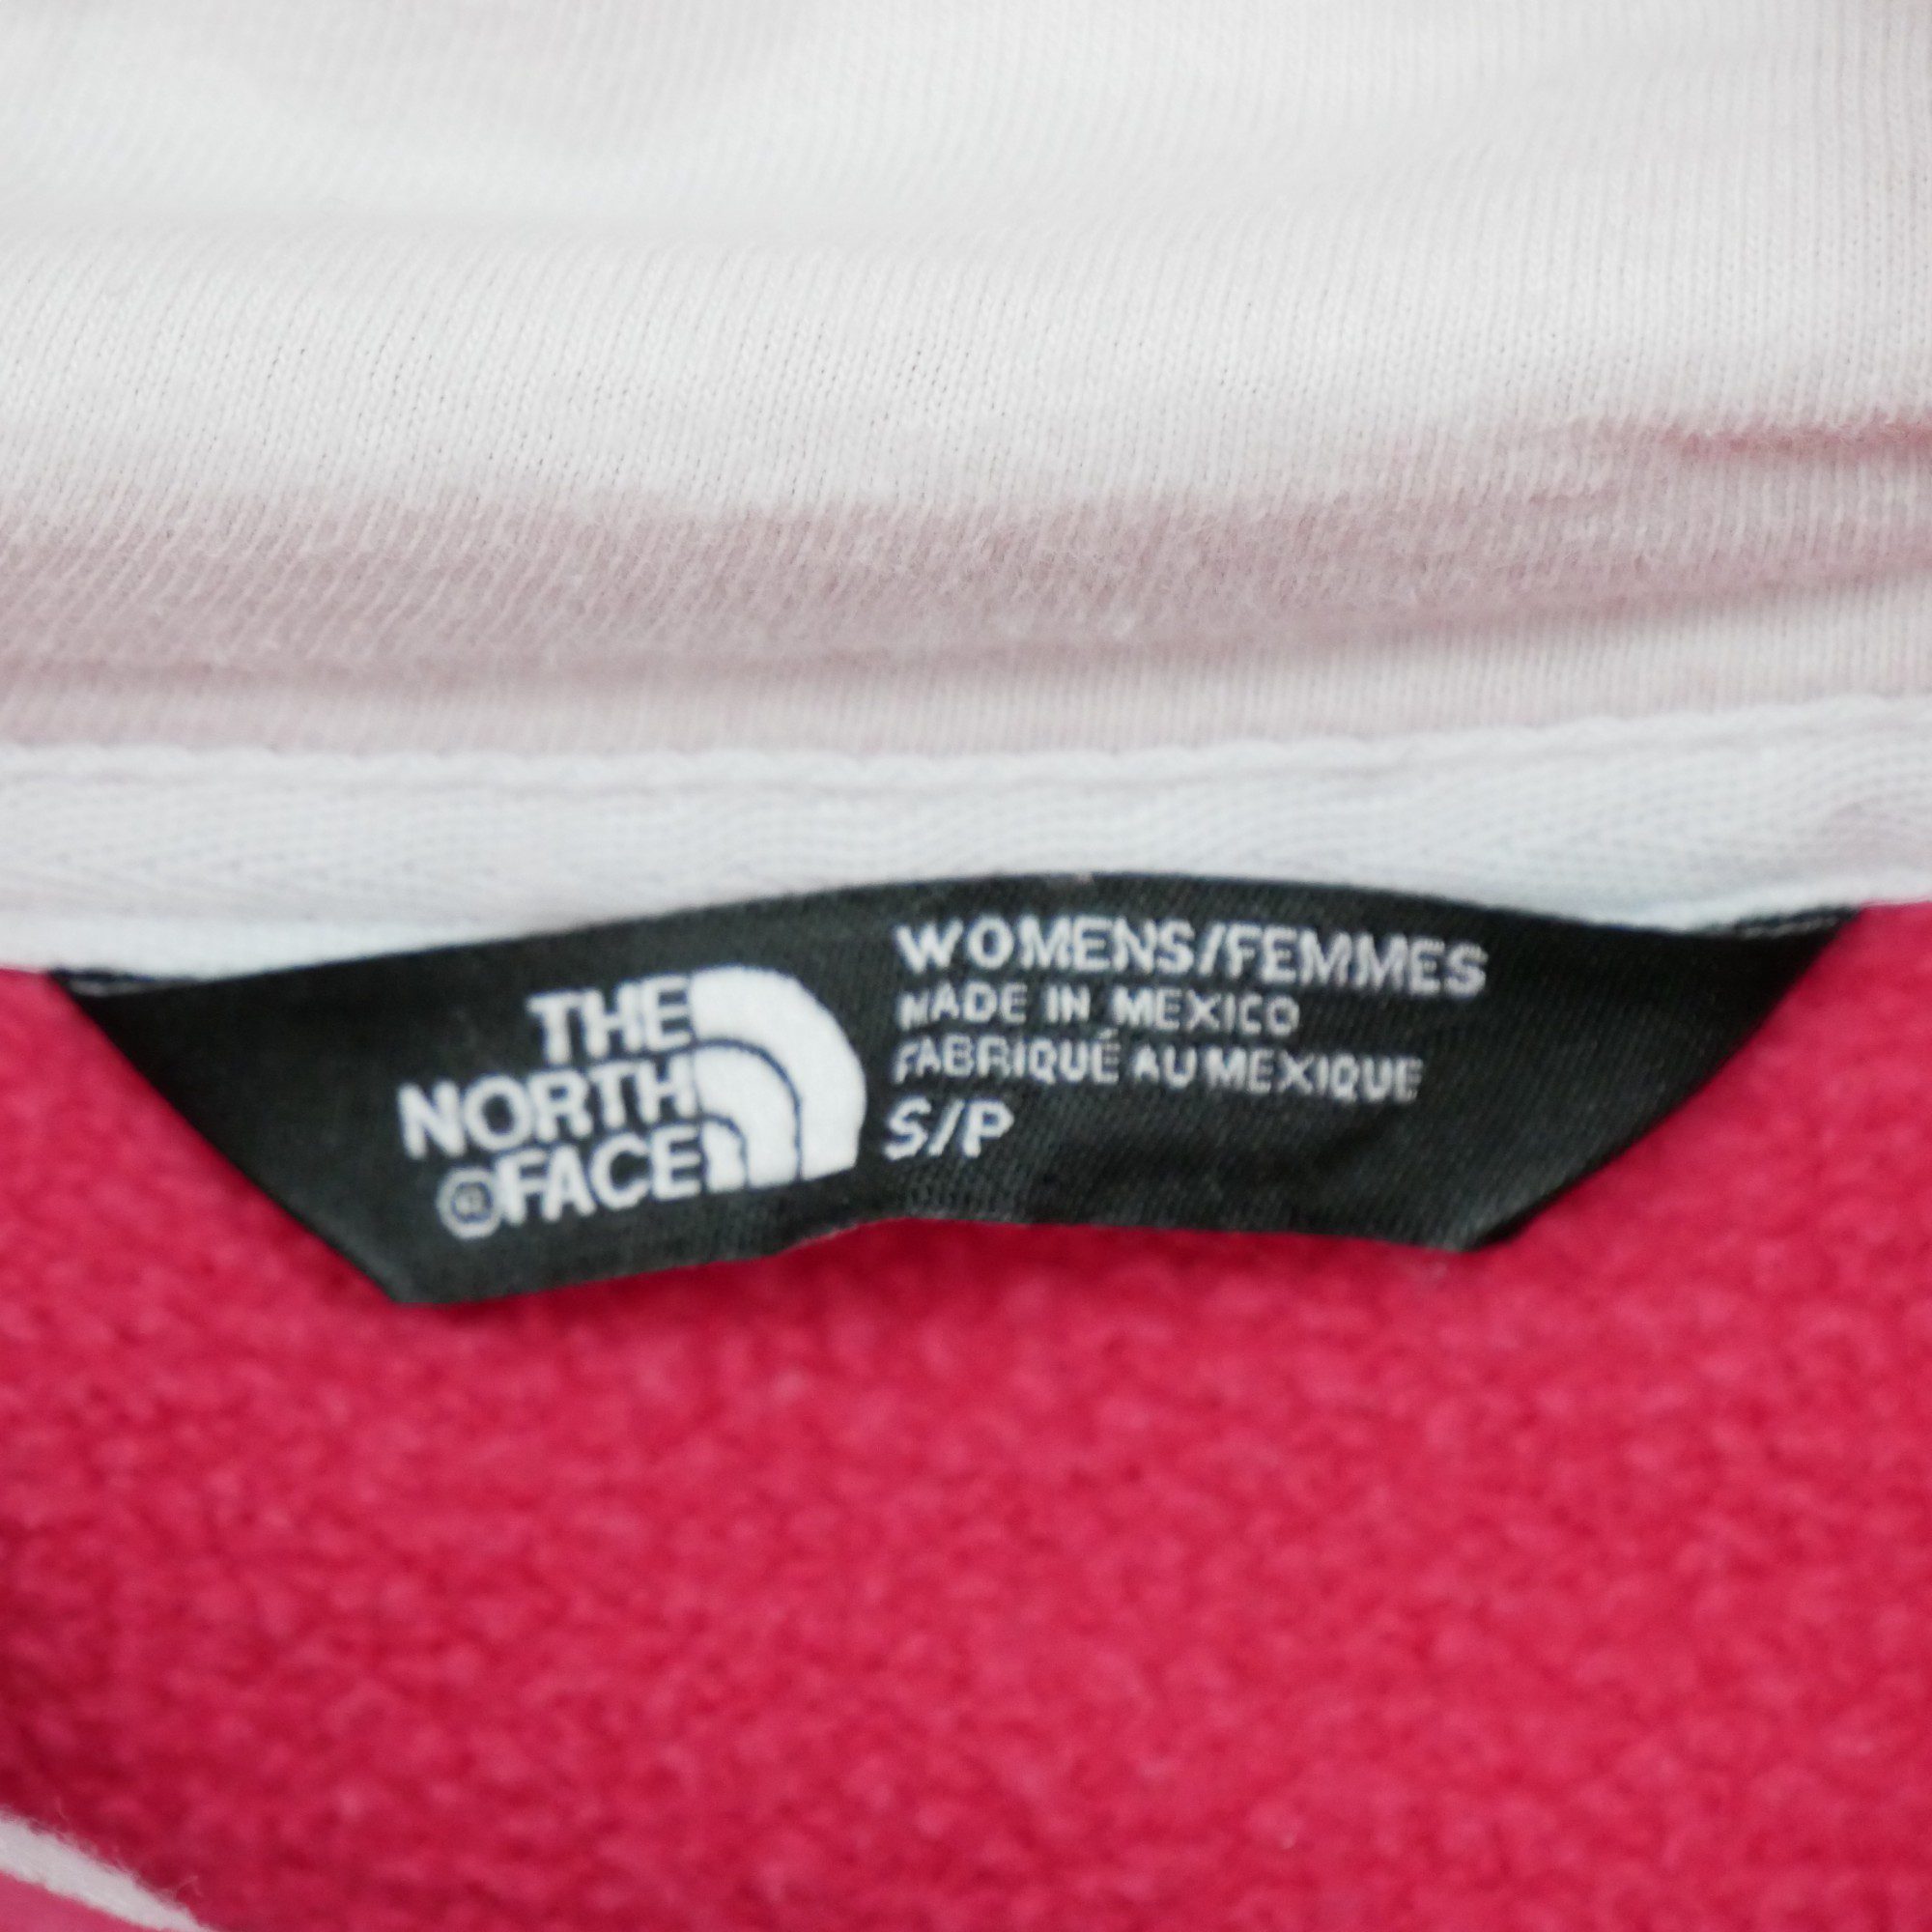 THE
NORTH
®FACE
WOMENS/FEMMES
MADE IN MEXICO
FABRIQUÉ AU MEXIQUE
S/P